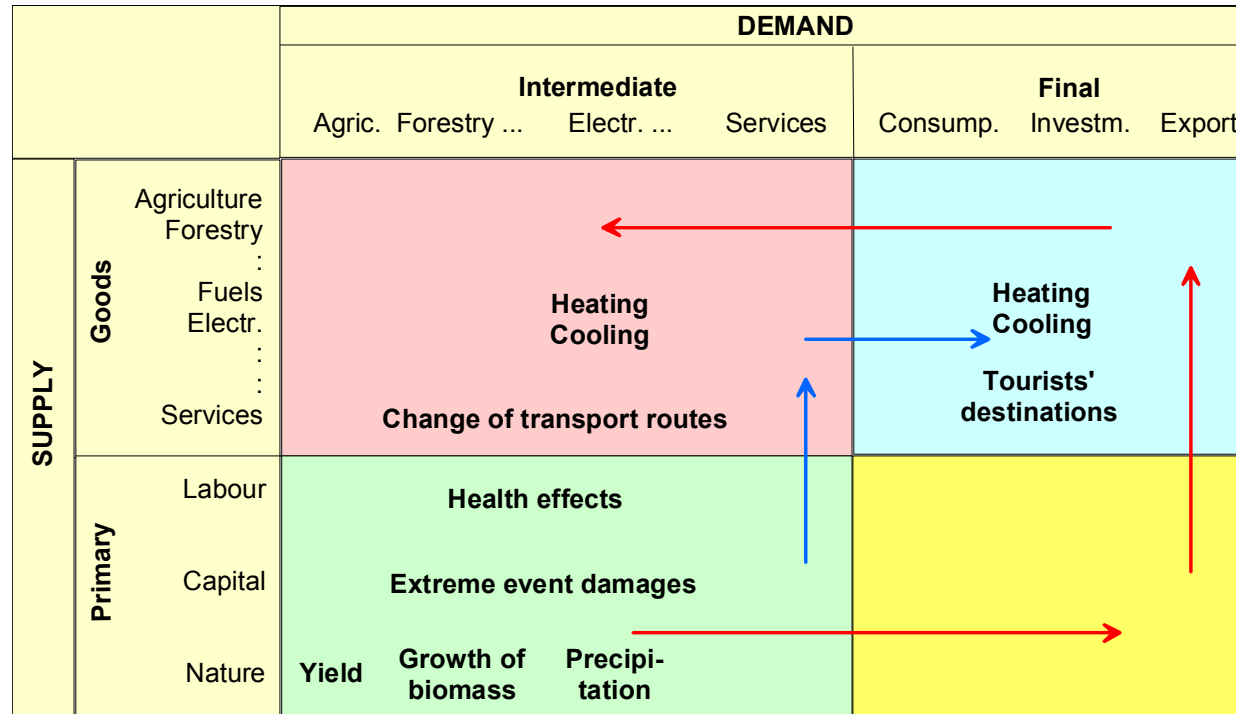 DEMAND
Intermediate
Final
Agric. Forestry ... Electr. ... Services
Consump. Investm. Export
SUPPLY
Goods
Agriculture
Forestry
:
Fuels
Electr.
:
:
Services
Heating
Cooling
Change of transport routes
Heating
Cooling
Tourists'
destinations
Primary
Labour
Capital
Nature
Health effects
Extreme event damages
Yield
Growth of
biomass
Precipi-
tation